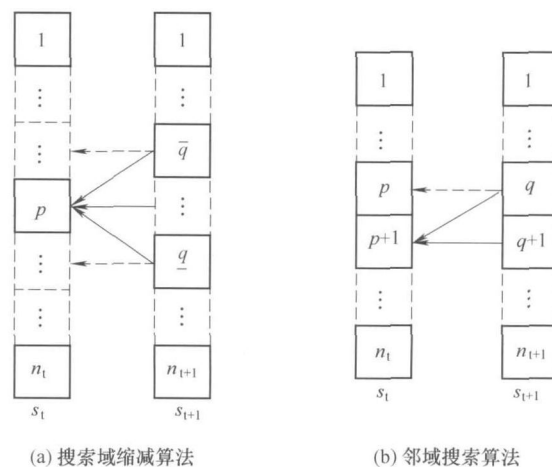 1 1
⋮ ⋮
⋮ q̄
p ⋮
⋮ q̲
⋮ ⋮
n_t n_{t+1}
s_t s_{t+1}
(a) 搜索域缩减算法
1 1
⋮ ⋮
p q
p+1 q+1
⋮ ⋮
n_t n_{t+1}
s_t s_{t+1}
(b) 邻域搜索算法